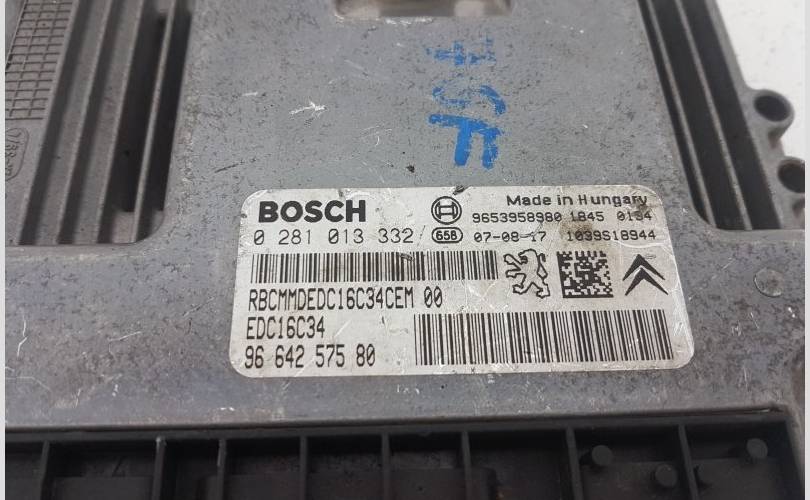 BOSCH
Made in Hungary
9653958980 1845 0194
0 281 013 332
658 07-08-17 1039S18944
RBCMMDEDC16C34CEM 00
EDC16C34
96 642 575 80